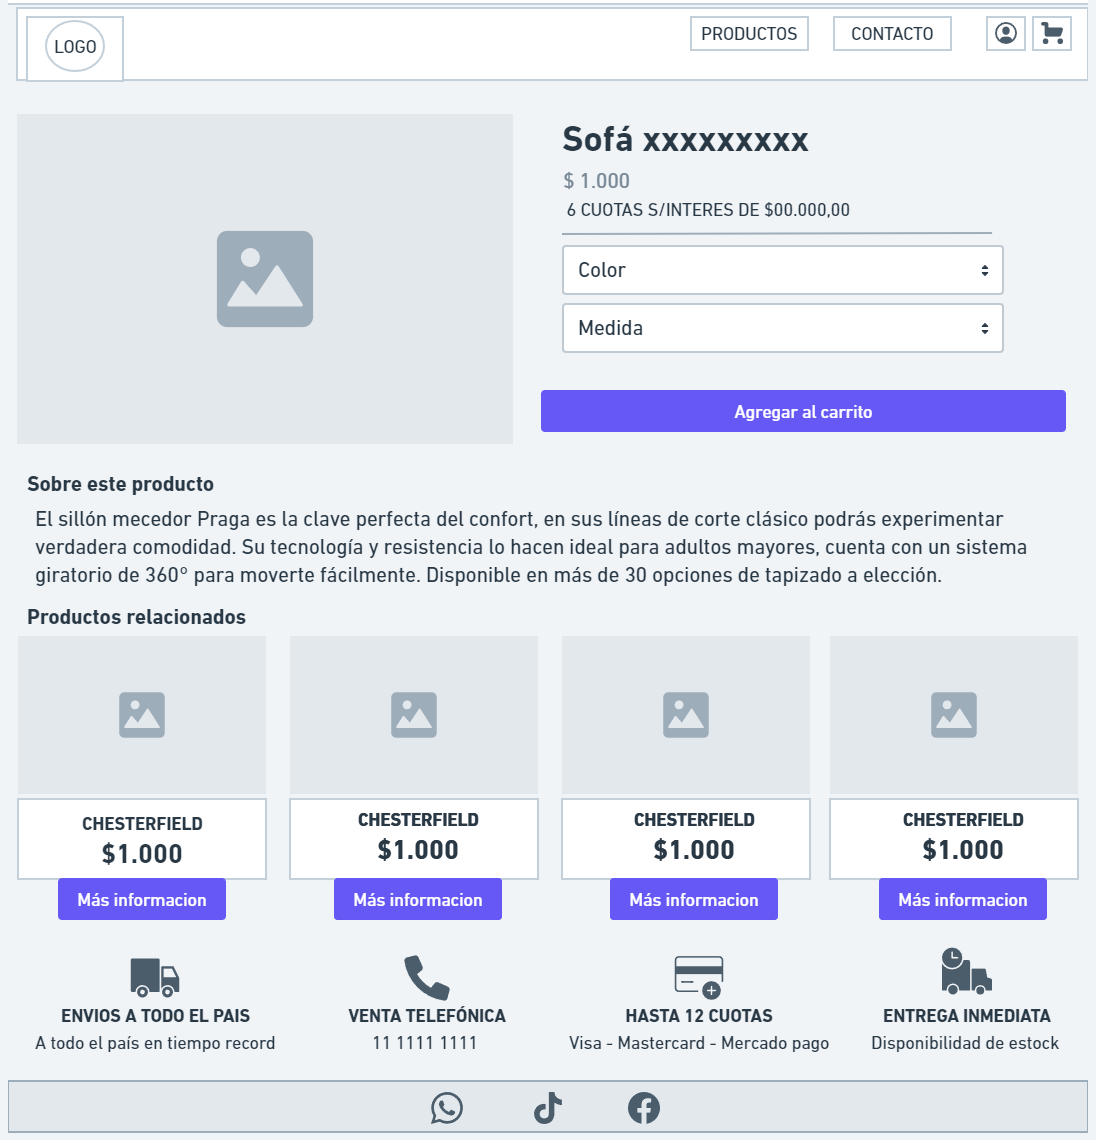 LOGO
PRODUCTOS
CONTACTO
Sofá xxxxxxxxx
$ 1.000
6 CUOTAS S/INTERES DE $00.000,00
Color
Medida
Agregar al carrito
Sobre este producto
El sillón mecedor Praga es la clave perfecta del confort, en sus líneas de corte clásico podrás experimentar
verdadera comodidad. Su tecnología y resistencia lo hacen ideal para adultos mayores, cuenta con un sistema
giratorio de 360° para moverte fácilmente. Disponible en más de 30 opciones de tapizado a elección.
Productos relacionados
CHESTERFIELD
$1.000
Más informacion
CHESTERFIELD
$1.000
Más informacion
CHESTERFIELD
$1.000
Más informacion
CHESTERFIELD
$1.000
Más informacion
ENVIOS A TODO EL PAIS
A todo el país en tiempo record
VENTA TELEFÓNICA
11 1111 1111
HASTA 12 CUOTAS
Visa - Mastercard - Mercado pago
ENTREGA INMEDIATA
Disponibilidad de estock